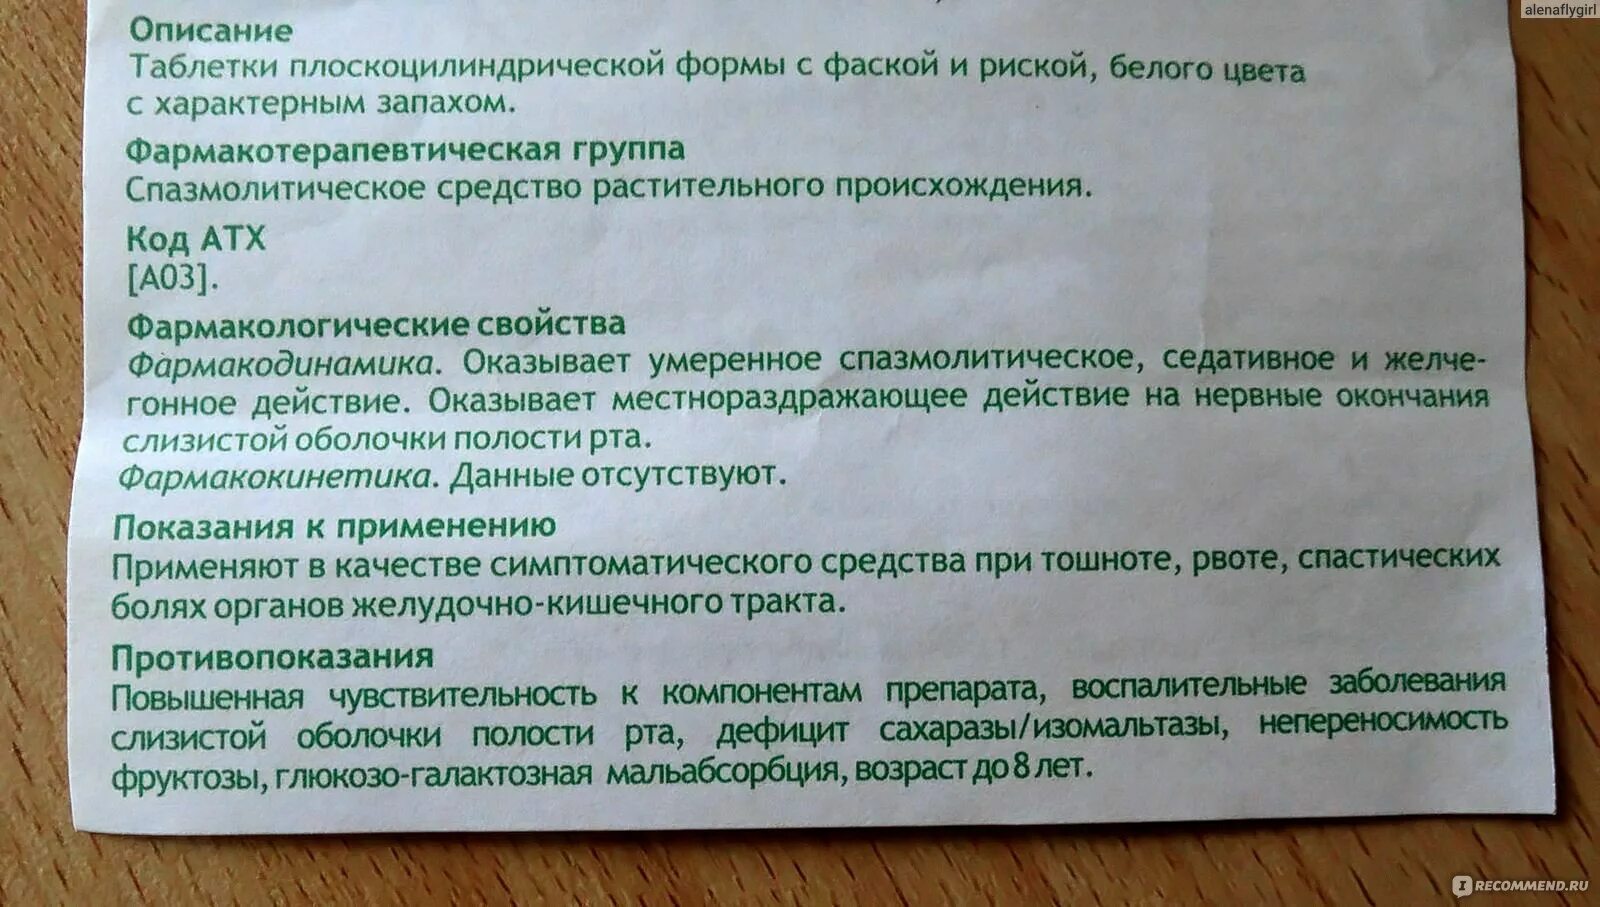 alenaflygirl
Описание
Таблетки плоскоцилиндрической формы с фаской и риской, белого цвета
с характерным запахом.
Фармакотерапевтическая группа
Спазмолитическое средство растительного происхождения.
Код АТХ
[А03].
Фармакологические свойства
Фармакодинамика. Оказывает умеренное спазмолитическое, седативное и желче-
гонное действие. Оказывает местнораздражающее действие на нервные окончания
слизистой оболочки полости рта.
Фармакокинетика. Данные отсутствуют.
Показания к применению
Применяют в качестве симптоматического средства при тошноте, рвоте, спастических
болях органов желудочно-кишечного тракта.
Противопоказания
Повышенная чувствительность к компонентам препарата, воспалительные заболевания
слизистой оболочки полости рта, дефицит сахаразы/изомальтазы, непереносимость
фруктозы, глюкозо-галактозная мальабсорбция, возраст до 8 лет.
IRECOMMEND.RU